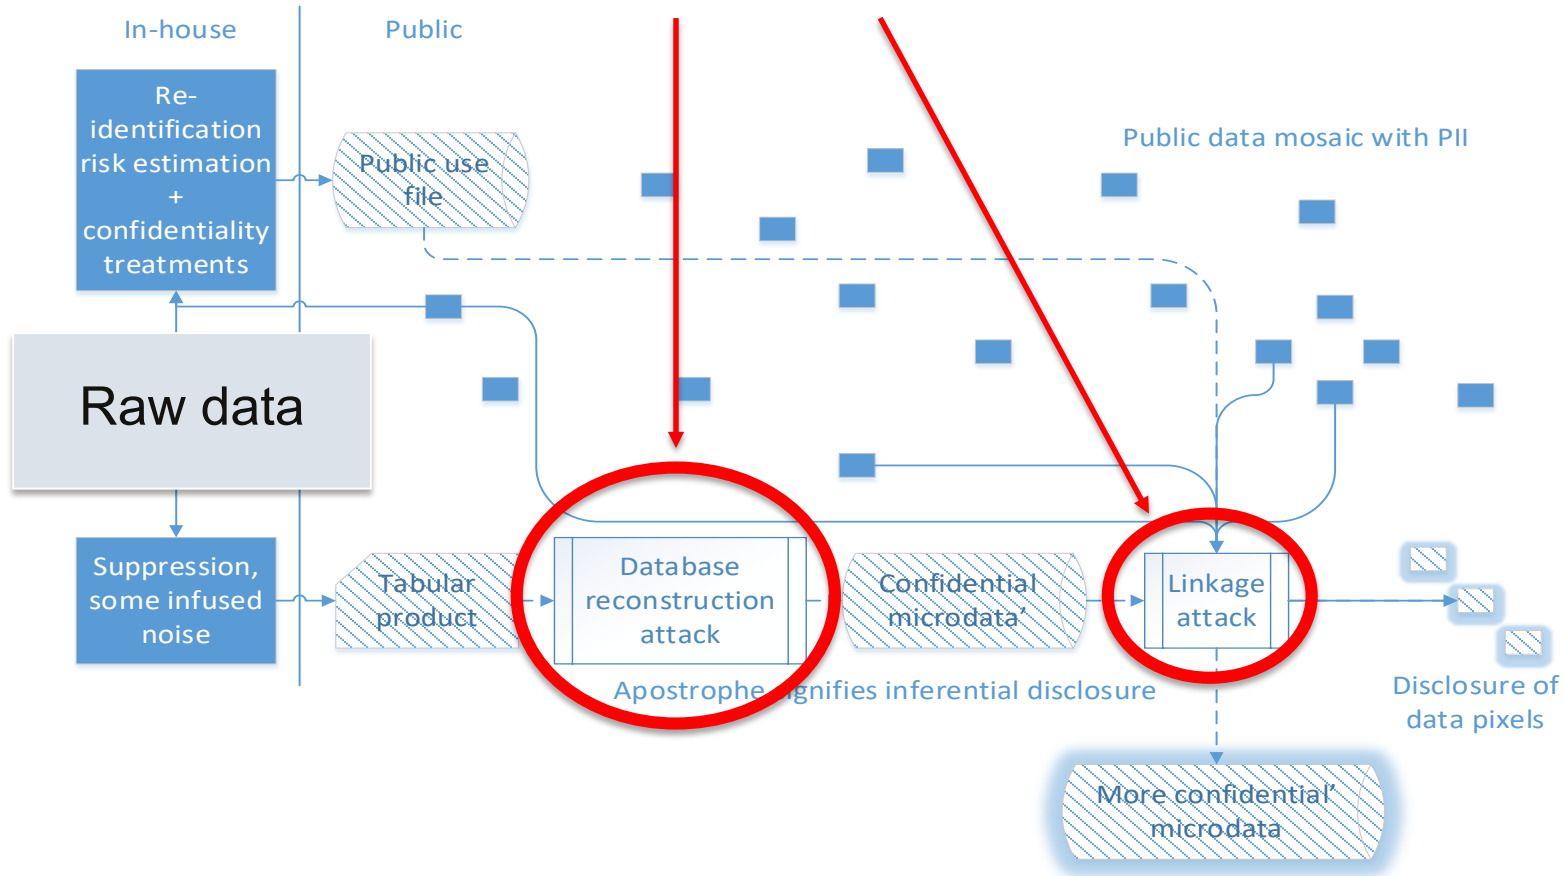 In-house
Public
Re-
identification
risk estimation
+
confidentiality
treatments
Public use
file
Public data mosaic with PII
Raw data
Suppression,
some infused
noise
Tabular
product
Database
reconstruction
attack
Confidential
microdata'
Linkage
attack
Apostrophe signifies inferential disclosure
Disclosure of
data pixels
More confidential'
microdata